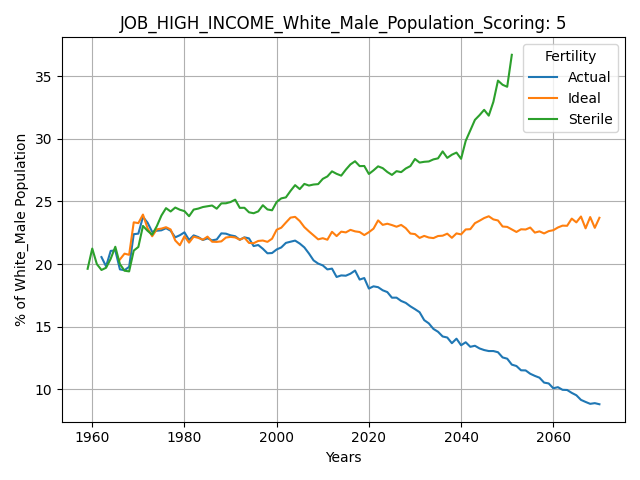 JOB_HIGH_INCOME_White_Male_Population_Scoring: 5
Fertility
Actual
Ideal
Sterile
% of White_Male Population
35
30
25
20
15
10
1960 1980 2000 2020 2040 2060
Years